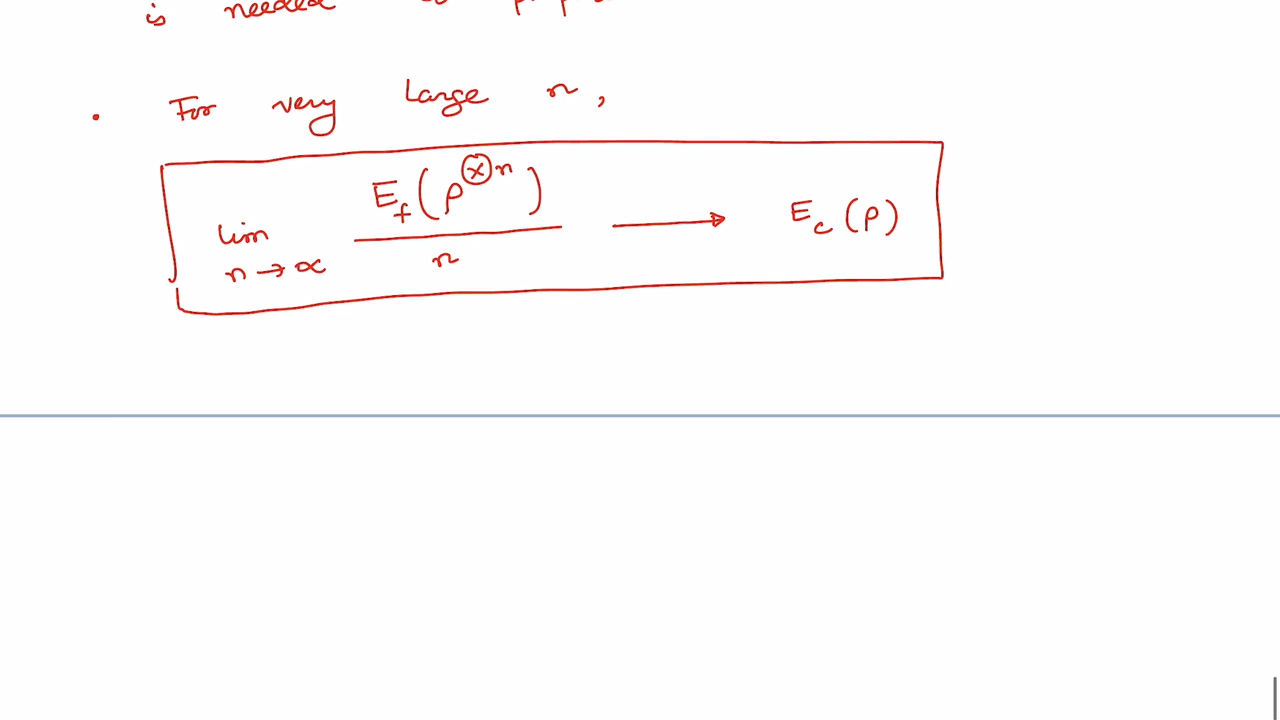 is needed
• For very large n,
lim n→∞ E_f(ρ^{⊗n}) / n ⟶ E_c(ρ)